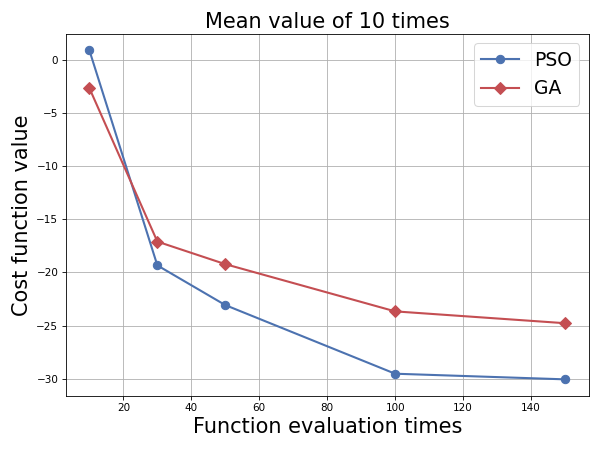 Mean value of 10 times
PSO
GA
Cost function value
0
−5
−10
−15
−20
−25
−30
20 40 60 80 100 120 140
Function evaluation times